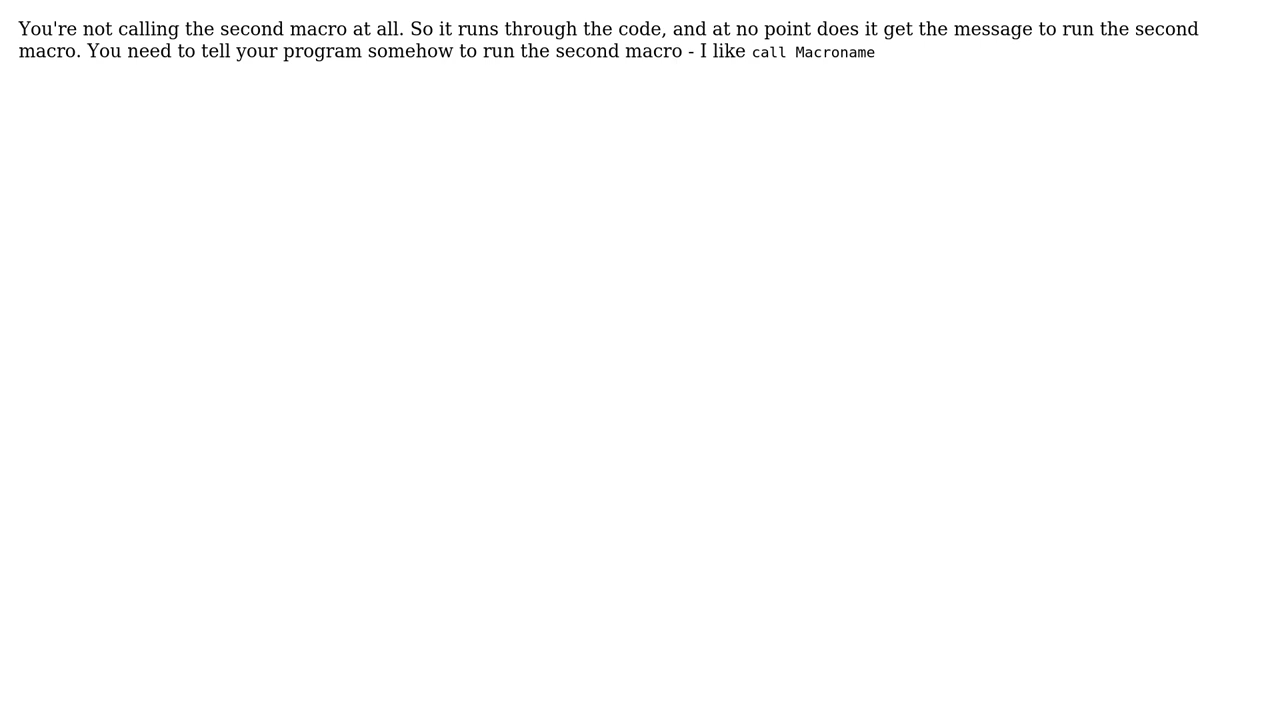 You're not calling the second macro at all. So it runs through the code, and at no point does it get the message to run the second
macro. You need to tell your program somehow to run the second macro - I like call Macroname